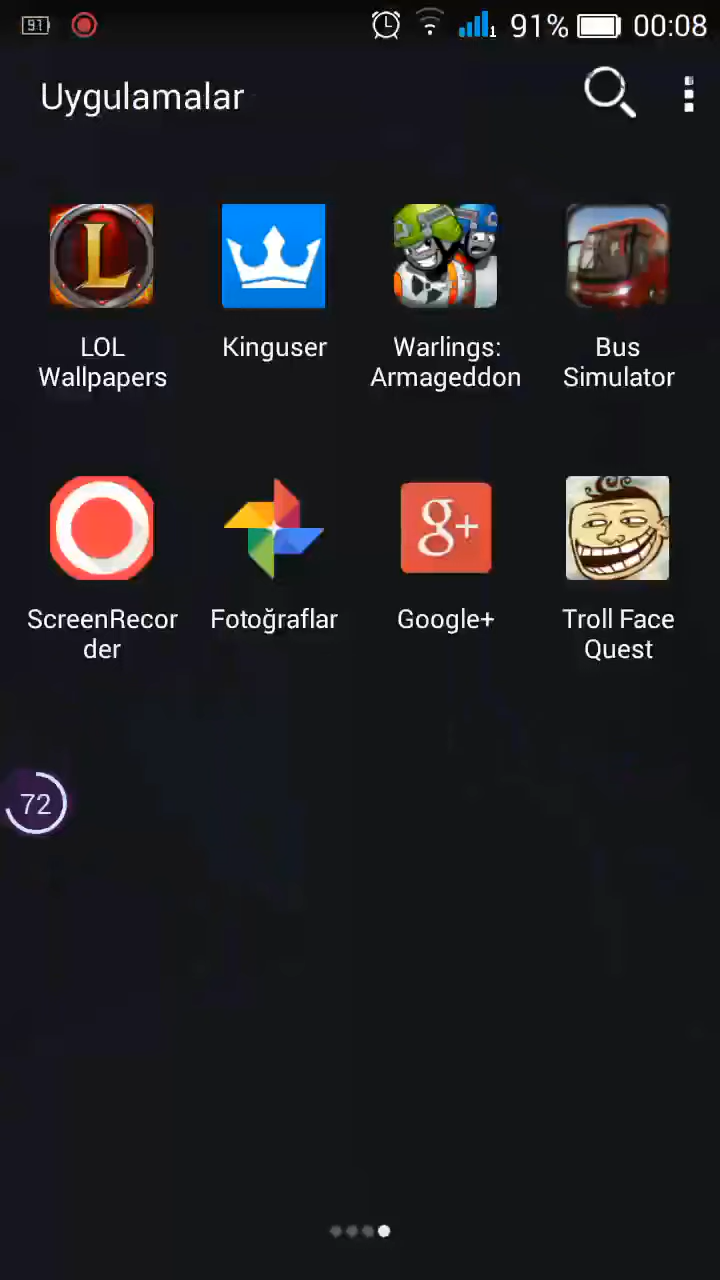 91
1
91%
00:08
Uygulamalar
L
LOL
Wallpapers
Kinguser
Warlings:
Armageddon
Bus
Simulator
g+
ScreenRecor
der
Fotoğraflar
Google+
Troll Face
Quest
72